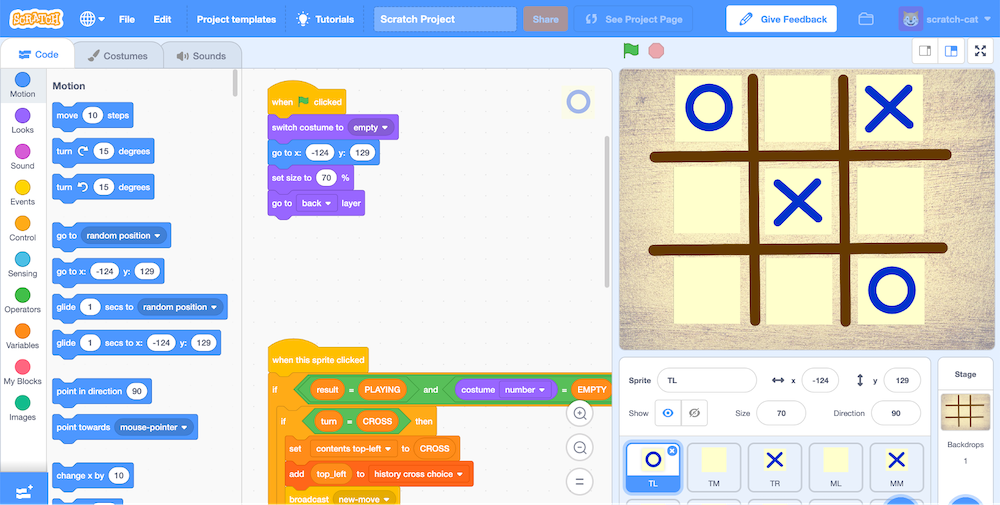 SCRATCH
File
Edit
Project templates
Tutorials
Scratch Project
Share
See Project Page
Give Feedback
scratch-cat
Code
Costumes
Sounds
Motion
Looks
Sound
Events
Control
Sensing
Operators
Variables
My Blocks
Images
Motion
move 10 steps
turn 15 degrees
turn 15 degrees
go to random position
go to x: -124 y: 129
glide 1 secs to random position
glide 1 secs to x: -124 y: 129
point in direction 90
point towards mouse-pointer
change x by 10
when clicked
switch costume to empty
go to x: -124 y: 129
set size to 70 %
go to back layer
when this sprite clicked
if result = PLAYING and costume number = EMPTY
if turn = CROSS then
set contents top-left to CROSS
add top_left to history cross choice
broadcast new-move
Sprite TL x -124 y 129
Show Size 70 Direction 90
TL
TM
TR
ML
MM
Stage
Backdrops
1